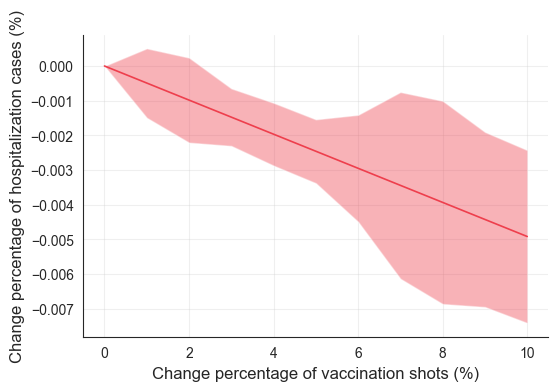 Change percentage of hospitalization cases (%)
0.000
−0.001
−0.002
−0.003
−0.004
−0.005
−0.006
−0.007
0 2 4 6 8 10
Change percentage of vaccination shots (%)